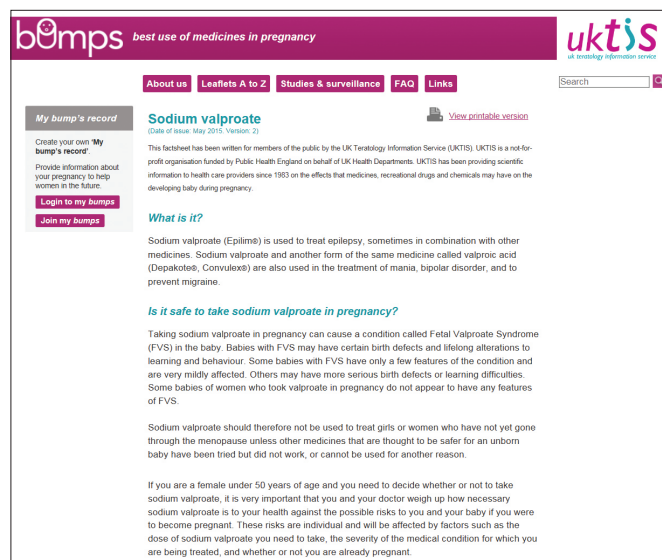 bumps best use of medicines in pregnancy
uktis
uk teratology information service
About us Leaflets A to Z Studies & surveillance FAQ Links
Search
My bump's record
Create your own 'My
bump's record'.
Provide information about
your pregnancy to help
women in the future.
Login to my bumps
Join my bumps
Sodium valproate
View printable version
(Date of issue: May 2015. Version: 2)
This factsheet has been written for members of the public by the UK Teratology Information Service (UKTIS). UKTIS is a not-for-
profit organisation funded by Public Health England on behalf of UK Health Departments. UKTIS has been providing scientific
information to health care providers since 1983 on the effects that medicines, recreational drugs and chemicals may have on the
developing baby during pregnancy.
What is it?
Sodium valproate (Epilim®) is used to treat epilepsy, sometimes in combination with other
medicines. Sodium valproate and another form of the same medicine called valproic acid
(Depakote®, Convulex®) are also used in the treatment of mania, bipolar disorder, and to
prevent migraine.
Is it safe to take sodium valproate in pregnancy?
Taking sodium valproate in pregnancy can cause a condition called Fetal Valproate Syndrome
(FVS) in the baby. Babies with FVS may have certain birth defects and lifelong alterations to
learning and behaviour. Some babies with FVS have only a few features of the condition and
are very mildly affected. Others may have more serious birth defects or learning difficulties.
Some babies of women who took valproate in pregnancy do not appear to have any features
of FVS.
Sodium valproate should therefore not be used to treat girls or women who have not yet gone
through the menopause unless other medicines that are thought to be safer for an unborn
baby have been tried but did not work, or cannot be used for another reason.
If you are a female under 50 years of age and you need to decide whether or not to take
sodium valproate, it is very important that you and your doctor weigh up how necessary
sodium valproate is to your health against the possible risks to you and your baby if you were
to become pregnant. These risks are individual and will be affected by factors such as the
dose of sodium valproate you need to take, the severity of the medical condition for which you
are being treated, and whether or not you are already pregnant.